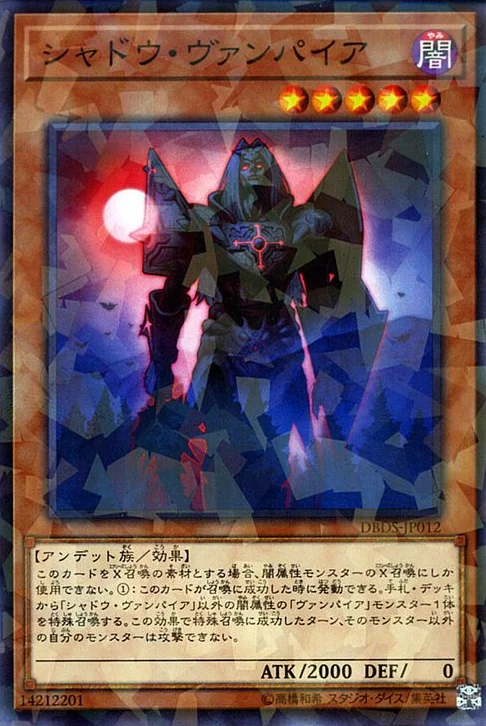 シャドウ・ヴァンパイア
闇
DBDS-JP012
【アンデット族／効果】
このカードをX召喚の素材とする場合、闇属性モンスターのX召喚にしか
使用できない。①:このカードが召喚に成功した時に発動できる。手札・デッキ
から「シャドウ・ヴァンパイア」以外の闇属性の「ヴァンパイア」モンスター1体
を特殊召喚する。この効果で特殊召喚に成功したターン、そのモンスター以外
の自分のモンスターは攻撃できない。
ATK/2000 DEF/ 0
14212201 ©高橋和希 スタジオ・ダイス/集英社